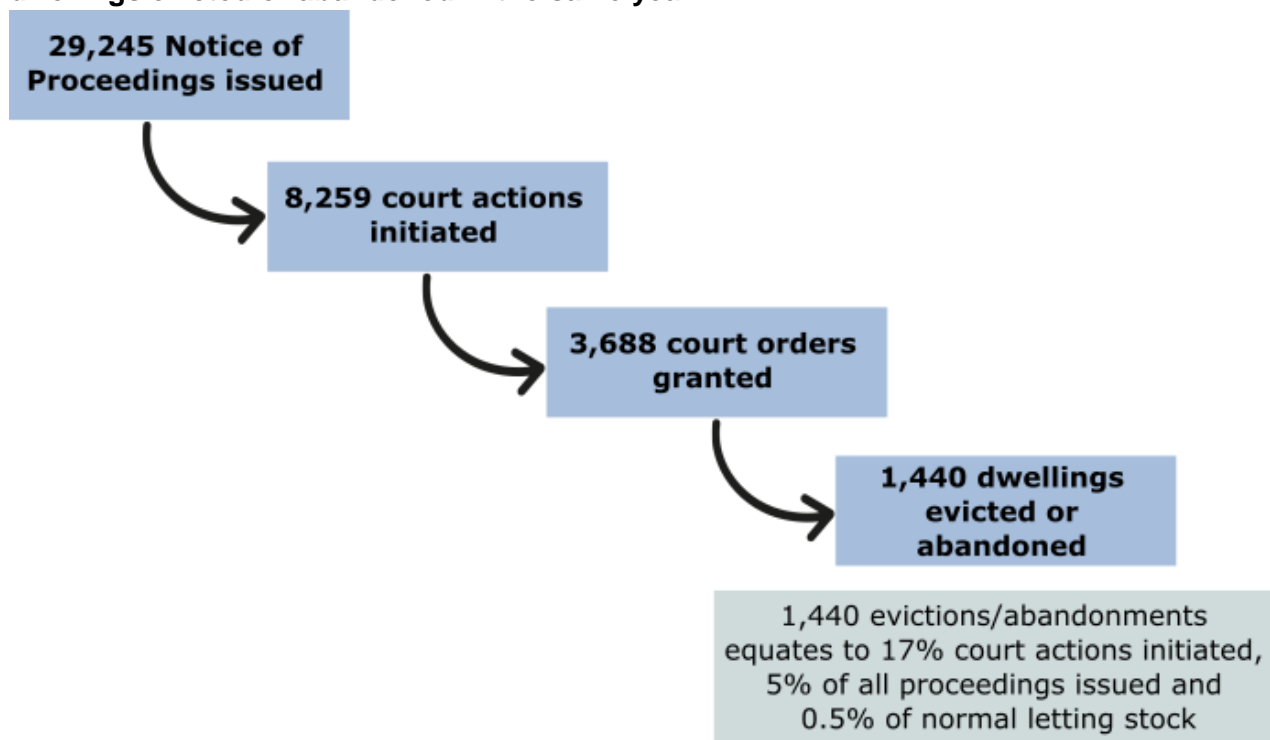 29,245 Notice of
Proceedings issued
8,259 court actions
initiated
3,688 court orders
granted
1,440 dwellings
evicted or
abandoned
1,440 evictions/abandonments
equates to 17% court actions initiated,
5% of all proceedings issued and
0.5% of normal letting stock